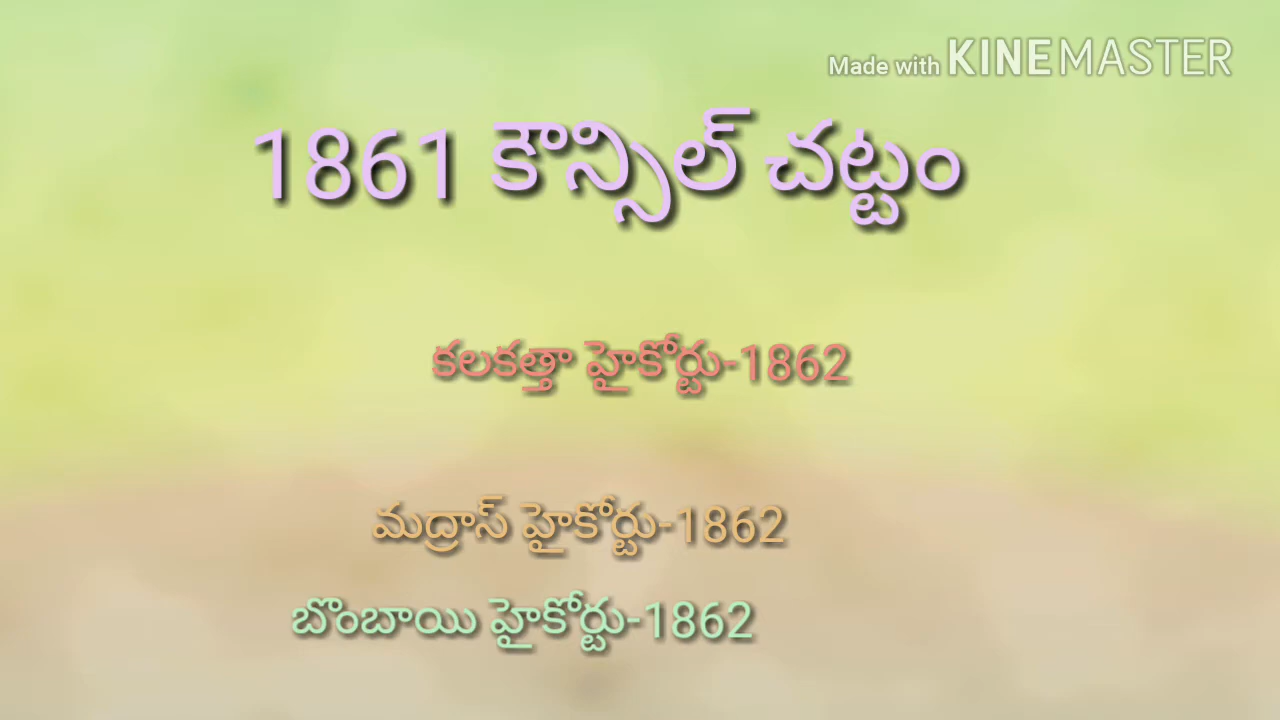 Made with KINEMASTER
1861 కౌన్సిల్ చట్టం
కలకత్తా హైకోర్టు-1862
మద్రాస్ హైకోర్టు-1862
బొంబాయి హైకోర్టు-1862